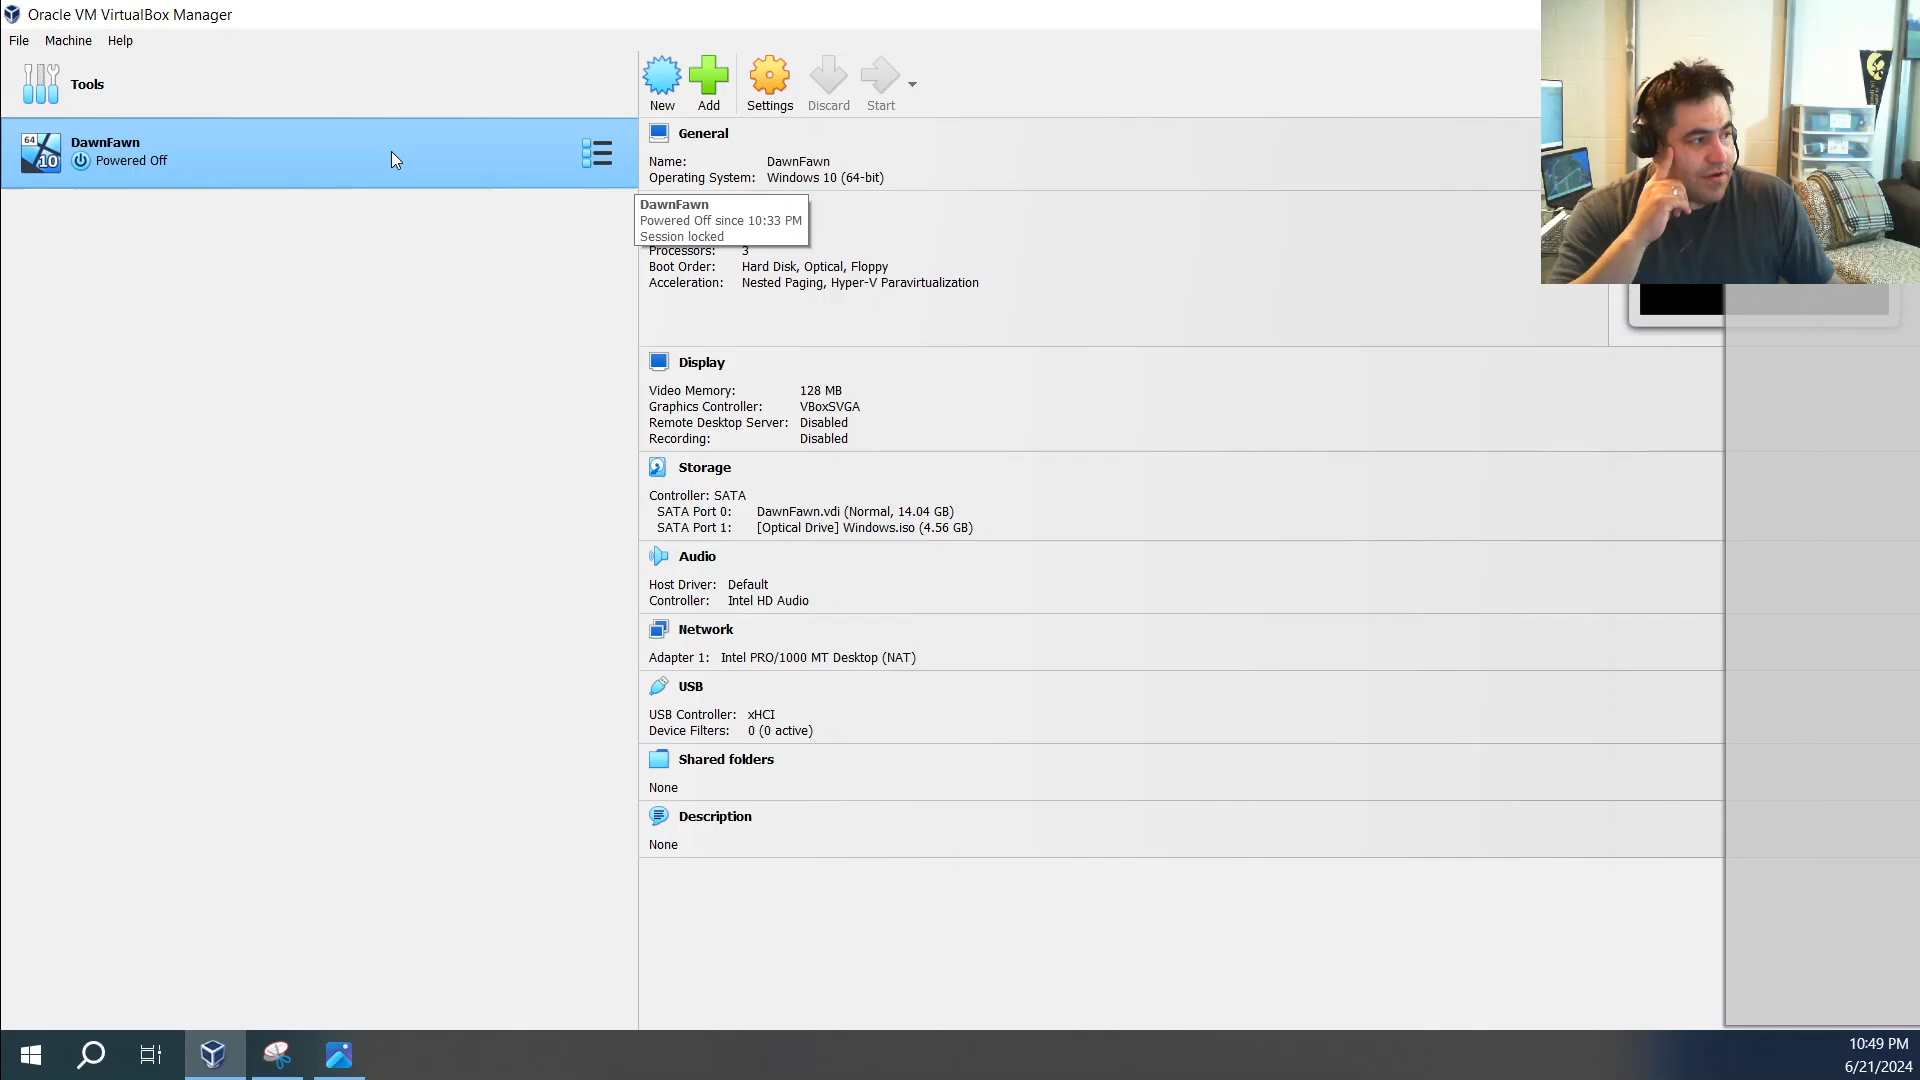 Oracle VM VirtualBox Manager
File Machine Help
Tools
New Add Settings Discard Start
64
10
DawnFawn
Powered Off
General
Name: DawnFawn
Operating System: Windows 10 (64-bit)
DawnFawn
Powered Off since 10:33 PM
Session locked
Processors: 3
Boot Order: Hard Disk, Optical, Floppy
Acceleration: Nested Paging, Hyper-V Paravirtualization
Display
Video Memory: 128 MB
Graphics Controller: VBoxSVGA
Remote Desktop Server: Disabled
Recording: Disabled
Storage
Controller: SATA
SATA Port 0: DawnFawn.vdi (Normal, 14.04 GB)
SATA Port 1: [Optical Drive] Windows.iso (4.56 GB)
Audio
Host Driver: Default
Controller: Intel HD Audio
Network
Adapter 1: Intel PRO/1000 MT Desktop (NAT)
USB
USB Controller: xHCI
Device Filters: 0 (0 active)
Shared folders
None
Description
None
10:49 PM
6/21/2024